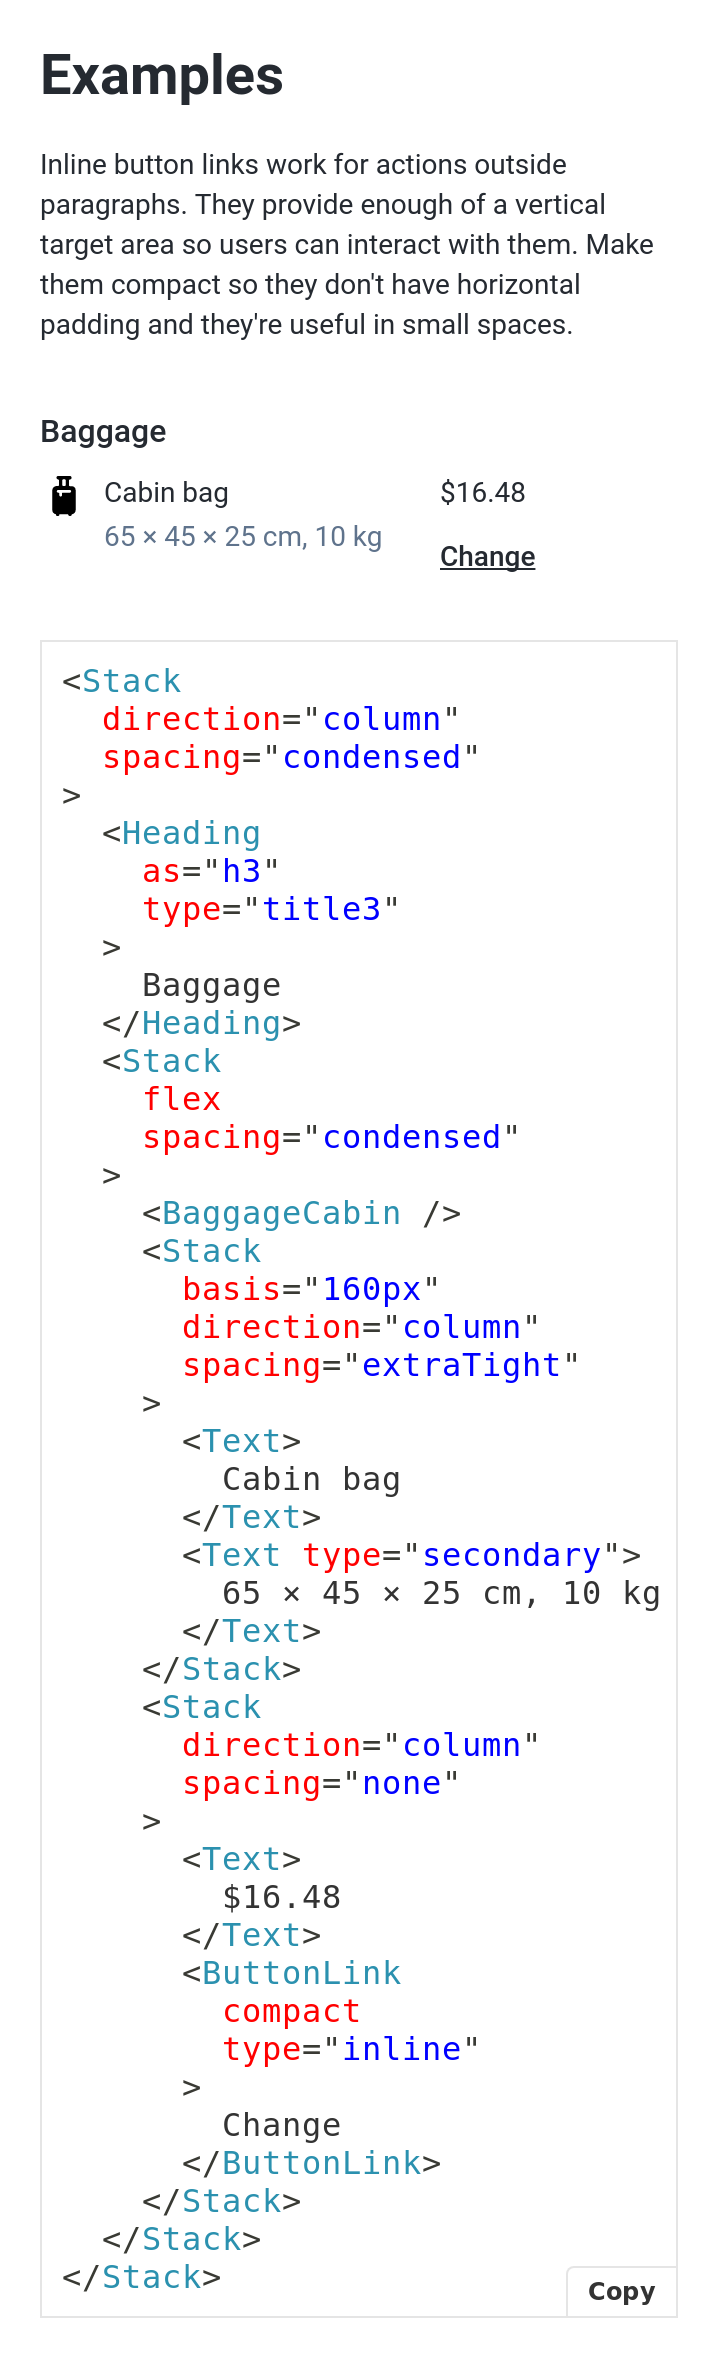 Examples
Inline button links work for actions outside
paragraphs. They provide enough of a vertical
target area so users can interact with them. Make
them compact so they don't have horizontal
padding and they're useful in small spaces.
Baggage
Cabin bag
65 × 45 × 25 cm, 10 kg
$16.48
Change
<Stack
  direction="column"
  spacing="condensed"
>
  <Heading
    as="h3"
    type="title3"
  >
    Baggage
  </Heading>
  <Stack
    flex
    spacing="condensed"
  >
    <BaggageCabin />
    <Stack
      basis="160px"
      direction="column"
      spacing="extraTight"
    >
      <Text>
        Cabin bag
      </Text>
      <Text type="secondary">
        65 × 45 × 25 cm, 10 kg
      </Text>
    </Stack>
    <Stack
      direction="column"
      spacing="none"
    >
      <Text>
        $16.48
      </Text>
      <ButtonLink
        compact
        type="inline"
      >
        Change
      </ButtonLink>
    </Stack>
  </Stack>
</Stack>
Copy